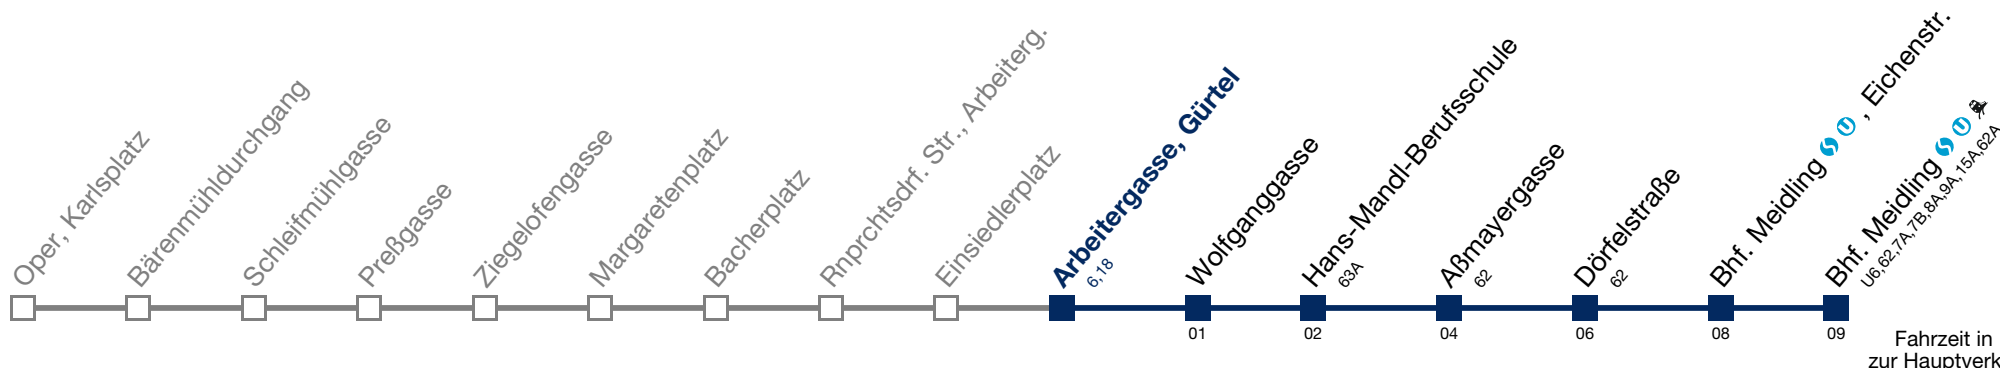 Oper, Karlsplatz
Bärenmühldurchgang
Schleifmühlgasse
Preßgasse
Ziegelofengasse
Margaretenplatz
Bacherplatz
Rnprchtsdrf. Str., Arbeiterg.
Einsiedlerplatz
Arbeitergasse, Gürtel
6,18
Wolfganggasse
Hans-Mandl-Berufsschule
63A
Aßmayergasse
62
Dörfelstraße
62
Bhf. Meidling S U , Eichenstr.
Bhf. Meidling S U
U6,62,7A,7B,8A,9A,15A,62A
01
02
04
06
08
09
Fahrzeit in
zur Hauptverk